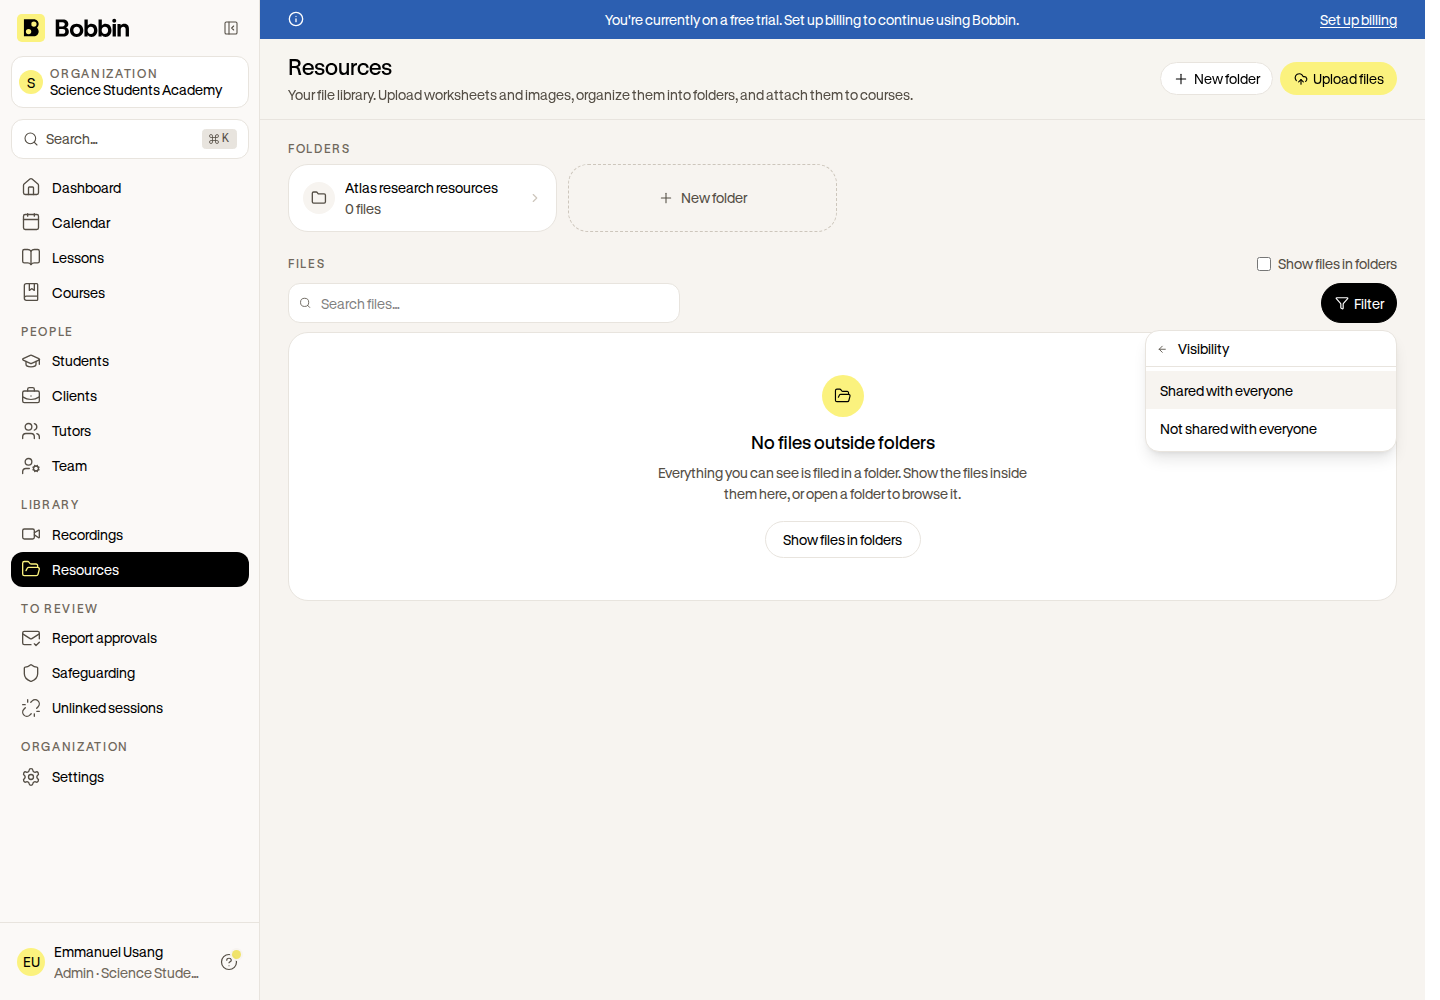 Bobbin
ORGANIZATION
S
Science Students Academy
Search...
⌘ K
Dashboard
Calendar
Lessons
Courses
PEOPLE
Students
Clients
Tutors
Team
LIBRARY
Recordings
Resources
TO REVIEW
Report approvals
Safeguarding
Unlinked sessions
ORGANIZATION
Settings
EU
Emmanuel Usang
Admin · Science Stude...
You're currently on a free trial. Set up billing to continue using Bobbin.
Set up billing
Resources
Your file library. Upload worksheets and images, organize them into folders, and attach them to courses.
New folder
Upload files
FOLDERS
Atlas research resources
0 files
New folder
FILES
Show files in folders
Search files...
Filter
Visibility
Shared with everyone
Not shared with everyone
No files outside folders
Everything you can see is filed in a folder. Show the files inside
them here, or open a folder to browse it.
Show files in folders